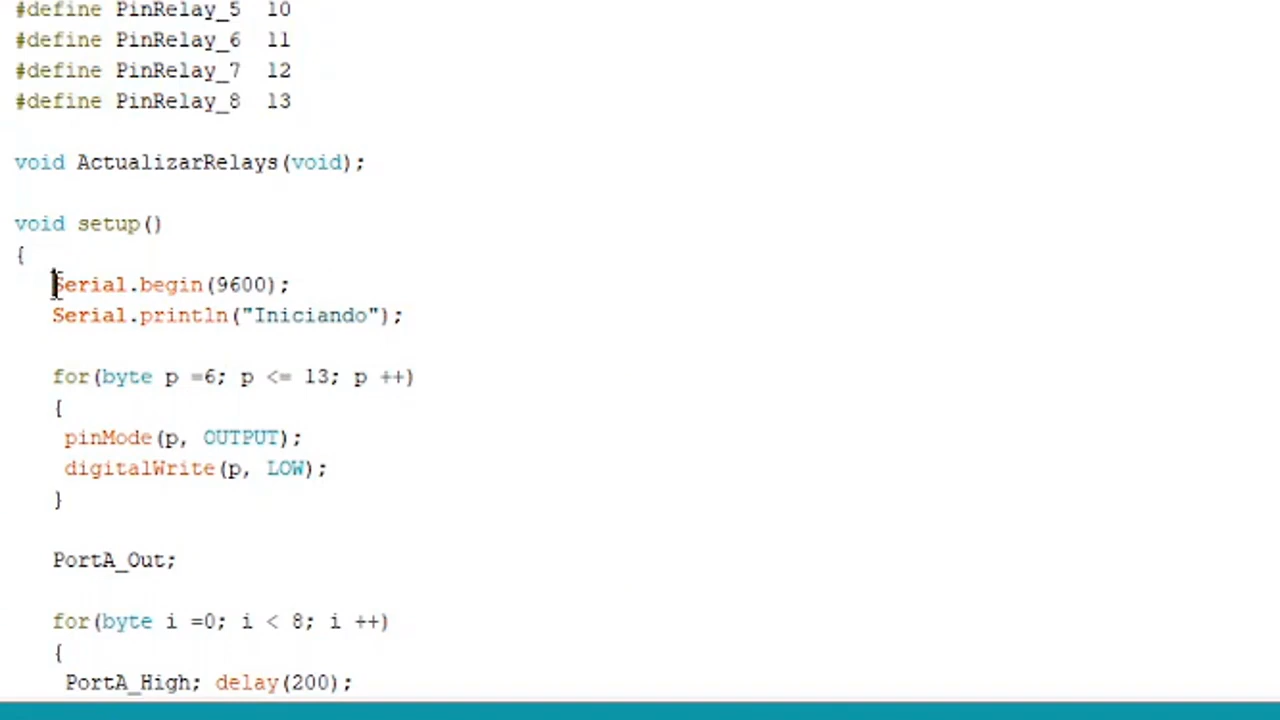 #define PinRelay_5  10
#define PinRelay_6  11
#define PinRelay_7  12
#define PinRelay_8  13
void ActualizarRelays(void);
void setup()
{
Serial.begin(9600);
Serial.println("Iniciando");
for(byte p =6; p <= 13; p ++)
{
pinMode(p, OUTPUT);
digitalWrite(p, LOW);
}
PortA_Out;
for(byte i =0; i < 8; i ++)
{
PortA_High; delay(200);